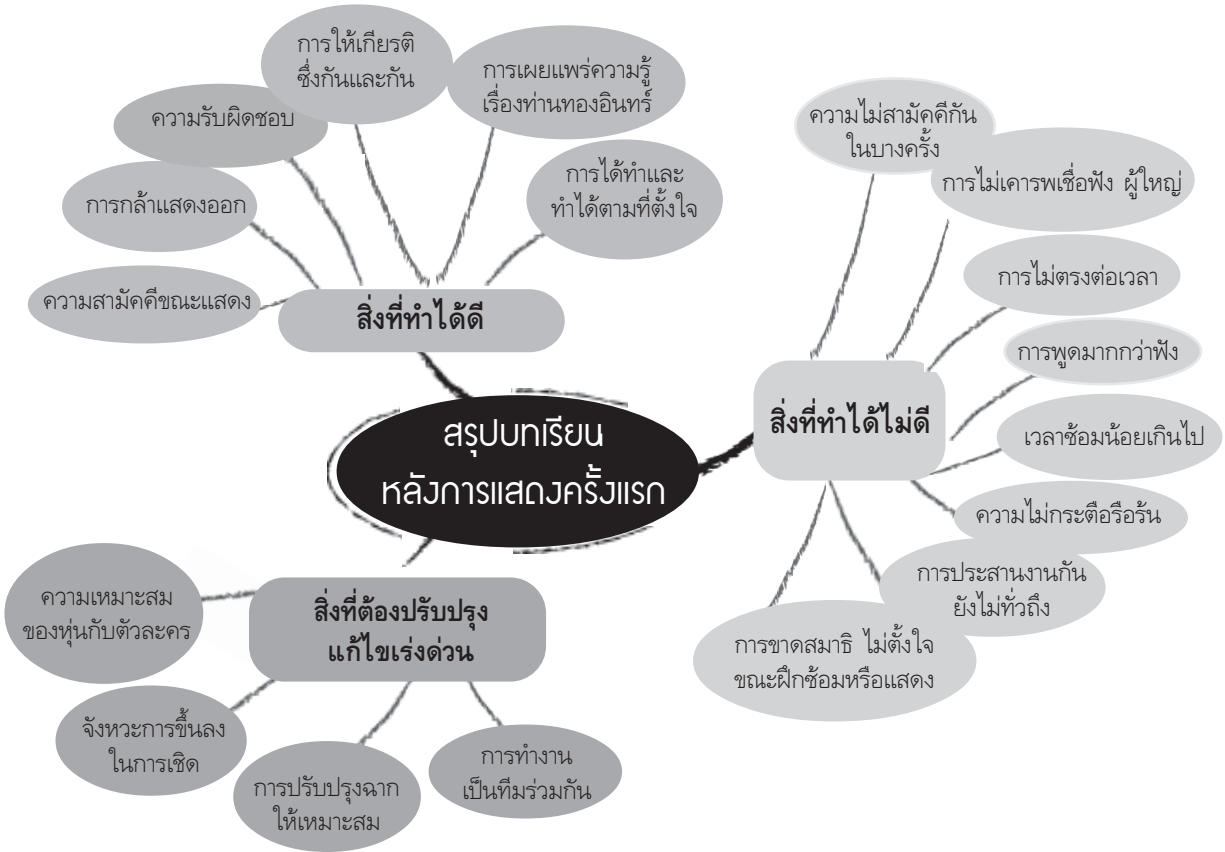 สรุปบทเรียน
หลังการแสดงครั้งแรก
สิ่งที่ทำได้ดี
ความสามัคคีขณะแสดง
การกล้าแสดงออก
ความรับผิดชอบ
การให้เกียรติ
ซึ่งกันและกัน
การเผยแพร่ความรู้
เรื่องท่านทองอินทร์
การได้ทำและ
ทำได้ตามที่ตั้งใจ
สิ่งที่ทำได้ไม่ดี
ความไม่สามัคคีกัน
ในบางครั้ง
การไม่เคารพเชื่อฟัง ผู้ใหญ่
การไม่ตรงต่อเวลา
การพูดมากกว่าฟัง
เวลาซ้อมน้อยเกินไป
ความไม่กระตือรือร้น
การประสานงานกัน
ยังไม่ทั่วถึง
การขาดสมาธิ ไม่ตั้งใจ
ขณะฝึกซ้อมหรือแสดง
สิ่งที่ต้องปรับปรุง
แก้ไขเร่งด่วน
ความเหมาะสม
ของหุ่นกับตัวละคร
จังหวะการขึ้นลง
ในการเชิด
การปรับปรุงฉาก
ให้เหมาะสม
การทำงาน
เป็นทีมร่วมกัน